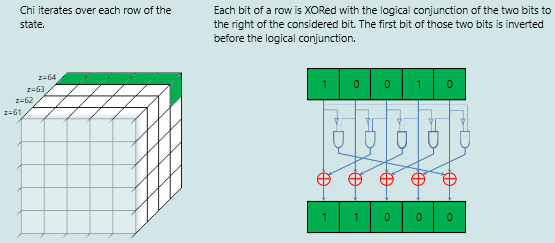 Chi iterates over each row of the
state.
Each bit of a row is XORed with the logical conjunction of the two bits to
the right of the considered bit. The first bit of those two bits is inverted
before the logical conjunction.
z=64
z=63
z=62
z=61
1 0 0 1 0
1 1 0 0 0